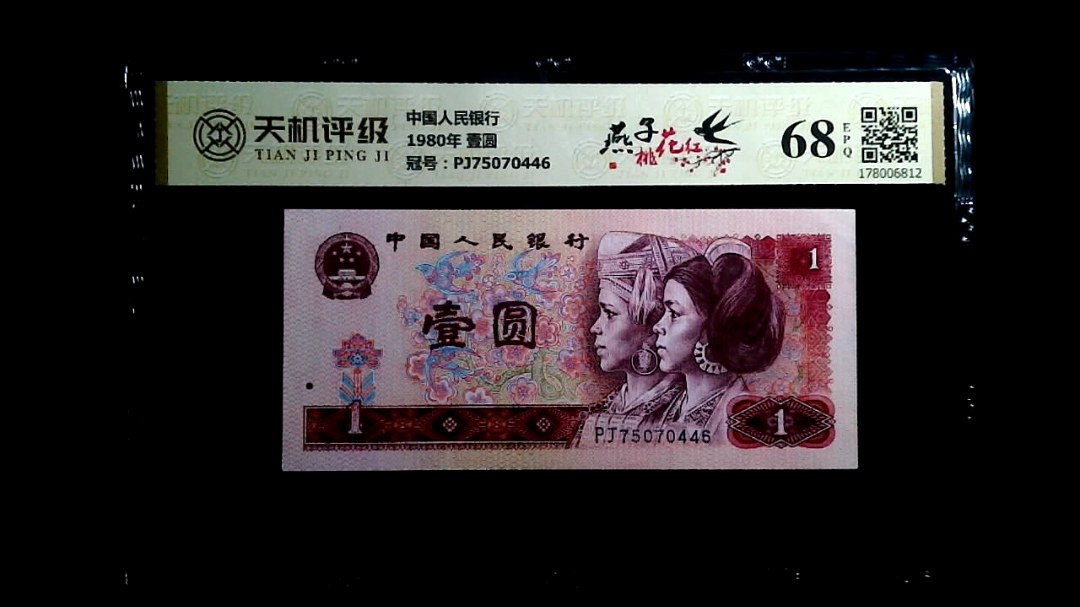 天机评级
TIAN JI PING JI
中国人民银行
1980年 壹圆
冠号：PJ75070446
燕子
桃花红
68
EPQ
178006812
中国人民银行
1
壹圆
1
PJ75070446
1